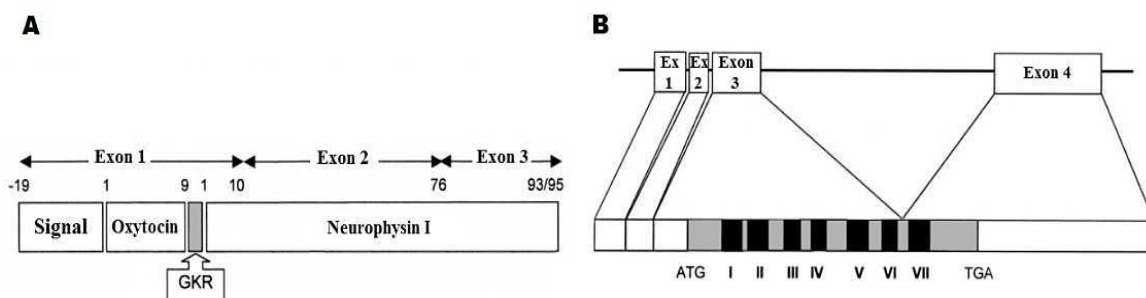 A
Exon 1 Exon 2 Exon 3
-19 1 9 1 10 76 93/95
Signal Oxytocin Neurophysin I
GKR
B
Ex 1
Ex 2
Exon 3
Exon 4
ATG I II III IV V VI VII TGA